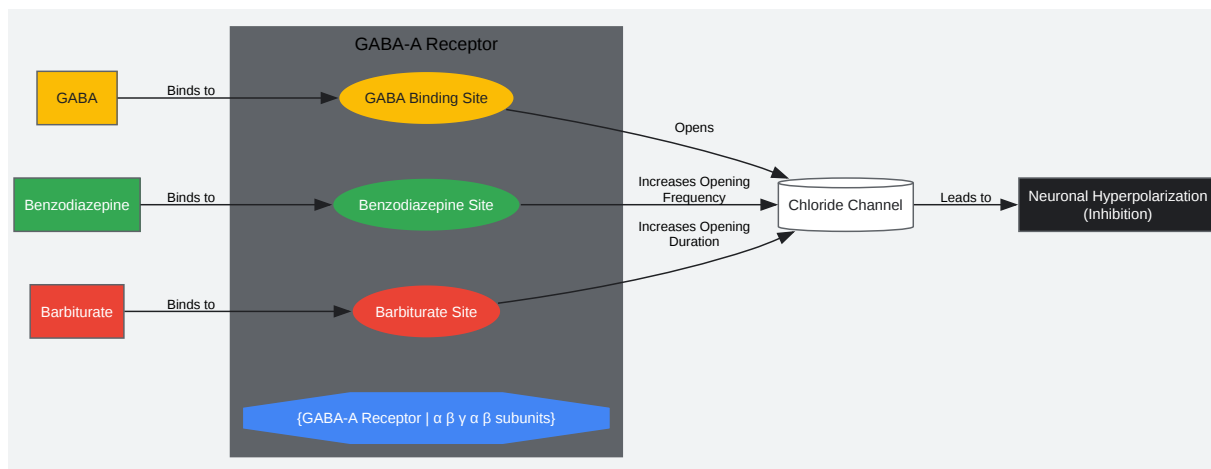 GABA-A Receptor
GABA
Binds to
GABA Binding Site
Opens
Benzodiazepine
Binds to
Benzodiazepine Site
Increases Opening
Frequency
Chloride Channel
Leads to
Neuronal Hyperpolarization
(Inhibition)
Increases Opening
Duration
Barbiturate
Binds to
Barbiturate Site
{GABA-A Receptor | α β γ α β subunits}